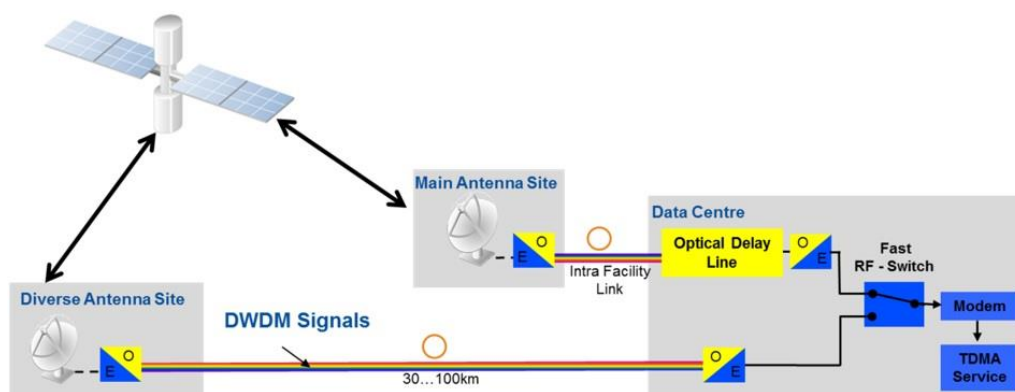 Main Antenna Site
Data Centre
O
E
Intra Facility
Link
Optical Delay
Line
O
E
Fast
RF - Switch
Modem
TDMA
Service
Diverse Antenna Site
O
E
DWDM Signals
30...100km
O
E